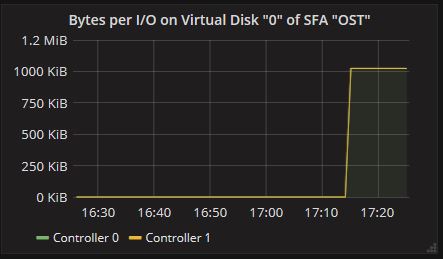 Bytes per I/O on Virtual Disk "0" of SFA "OST"
1.2 MiB
1000 KiB
750 KiB
500 KiB
250 KiB
0 KiB
16:30 16:40 16:50 17:00 17:10 17:20
Controller 0 Controller 1